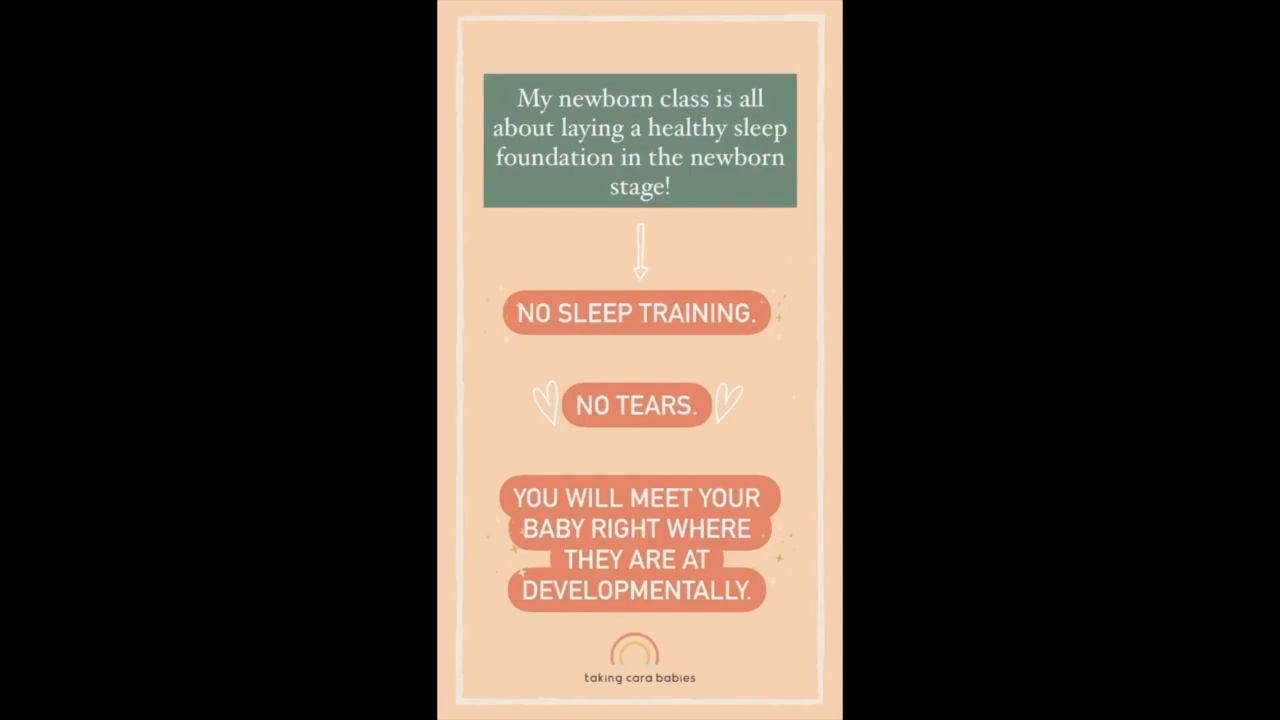 My newborn class is all
about laying a healthy sleep
foundation in the newborn
stage!
NO SLEEP TRAINING.
NO TEARS.
YOU WILL MEET YOUR
BABY RIGHT WHERE
THEY ARE AT
DEVELOPMENTALLY.
taking cara babies